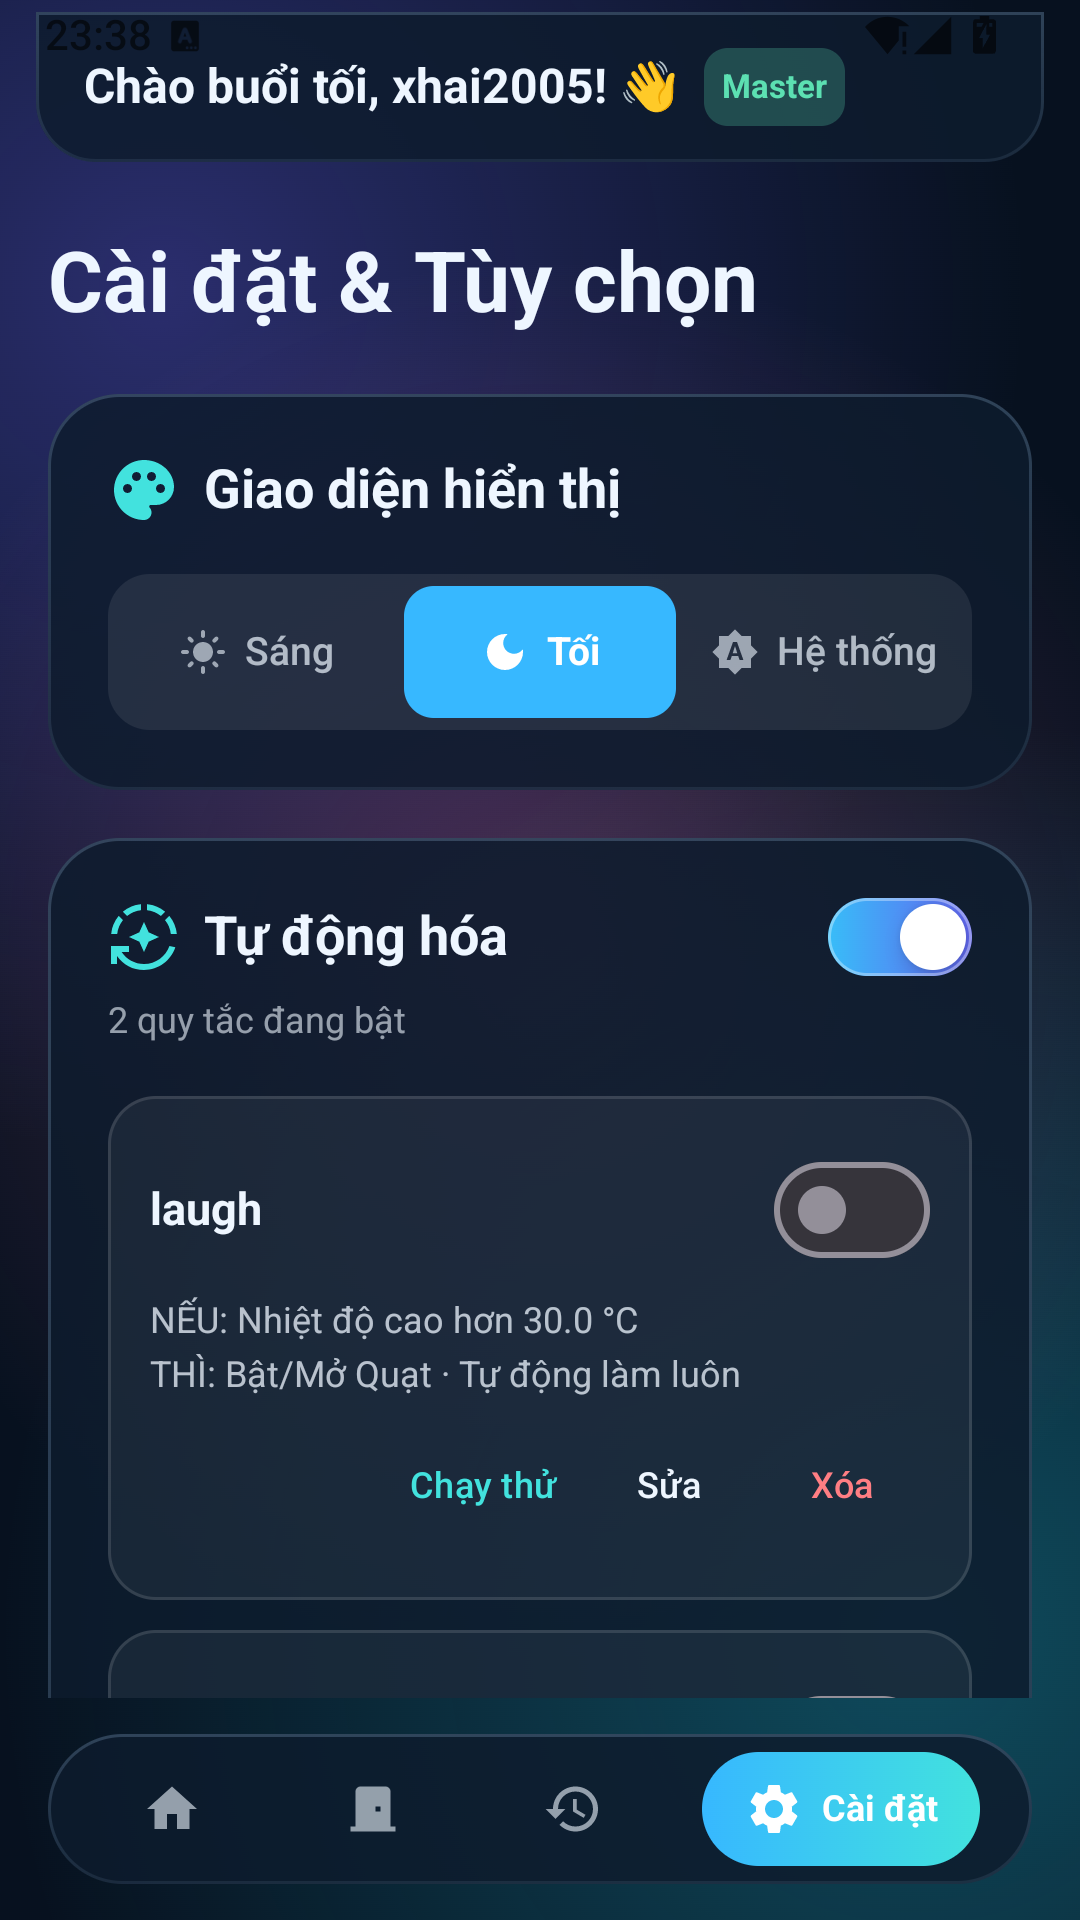 23:38
Chào buổi tối, xhai2005! 👋 Master
Cài đặt & Tùy chọn
Giao diện hiển thị
Sáng Tối Hệ thống
Tự động hóa
2 quy tắc đang bật
laugh
NẾU: Nhiệt độ cao hơn 30.0 °C
THÌ: Bật/Mở Quạt · Tự động làm luôn
Chạy thử Sửa Xóa
Cài đặt